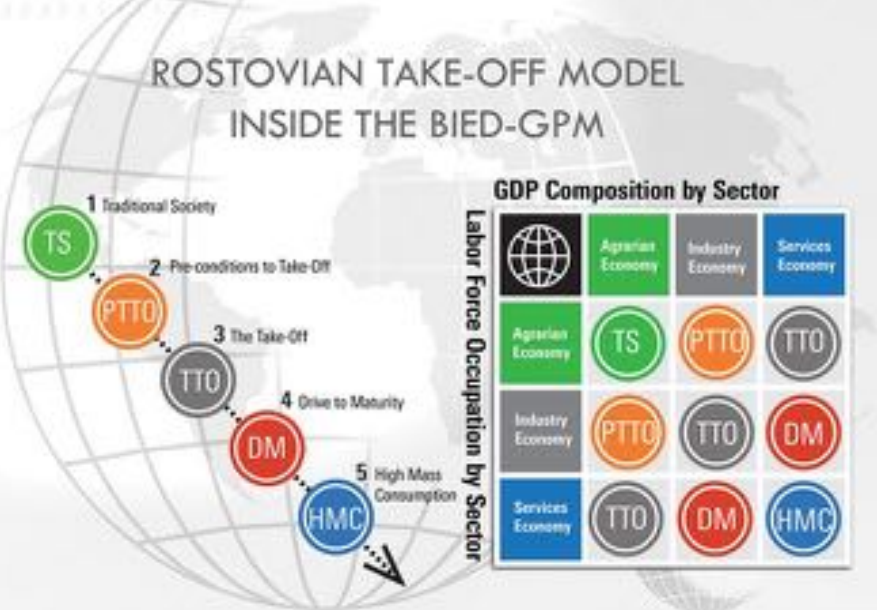 ROSTOVIAN TAKE-OFF MODEL
INSIDE THE BIED-GPM
1 Traditional Society
TS
2 Pre-conditions to Take-Off
PTTO
3 The Take-Off
TTO
4 Drive to Maturity
DM
5 High Mass
Consumption
HMC
GDP Composition by Sector
Labor Force Occupation by Sector
Agrarian
Economy
Industry
Economy
Services
Economy
Agrarian
Economy
TS
PTTO
TTO
Industry
Economy
PTTO
TTO
DM
Services
Economy
TTO
DM
HMC